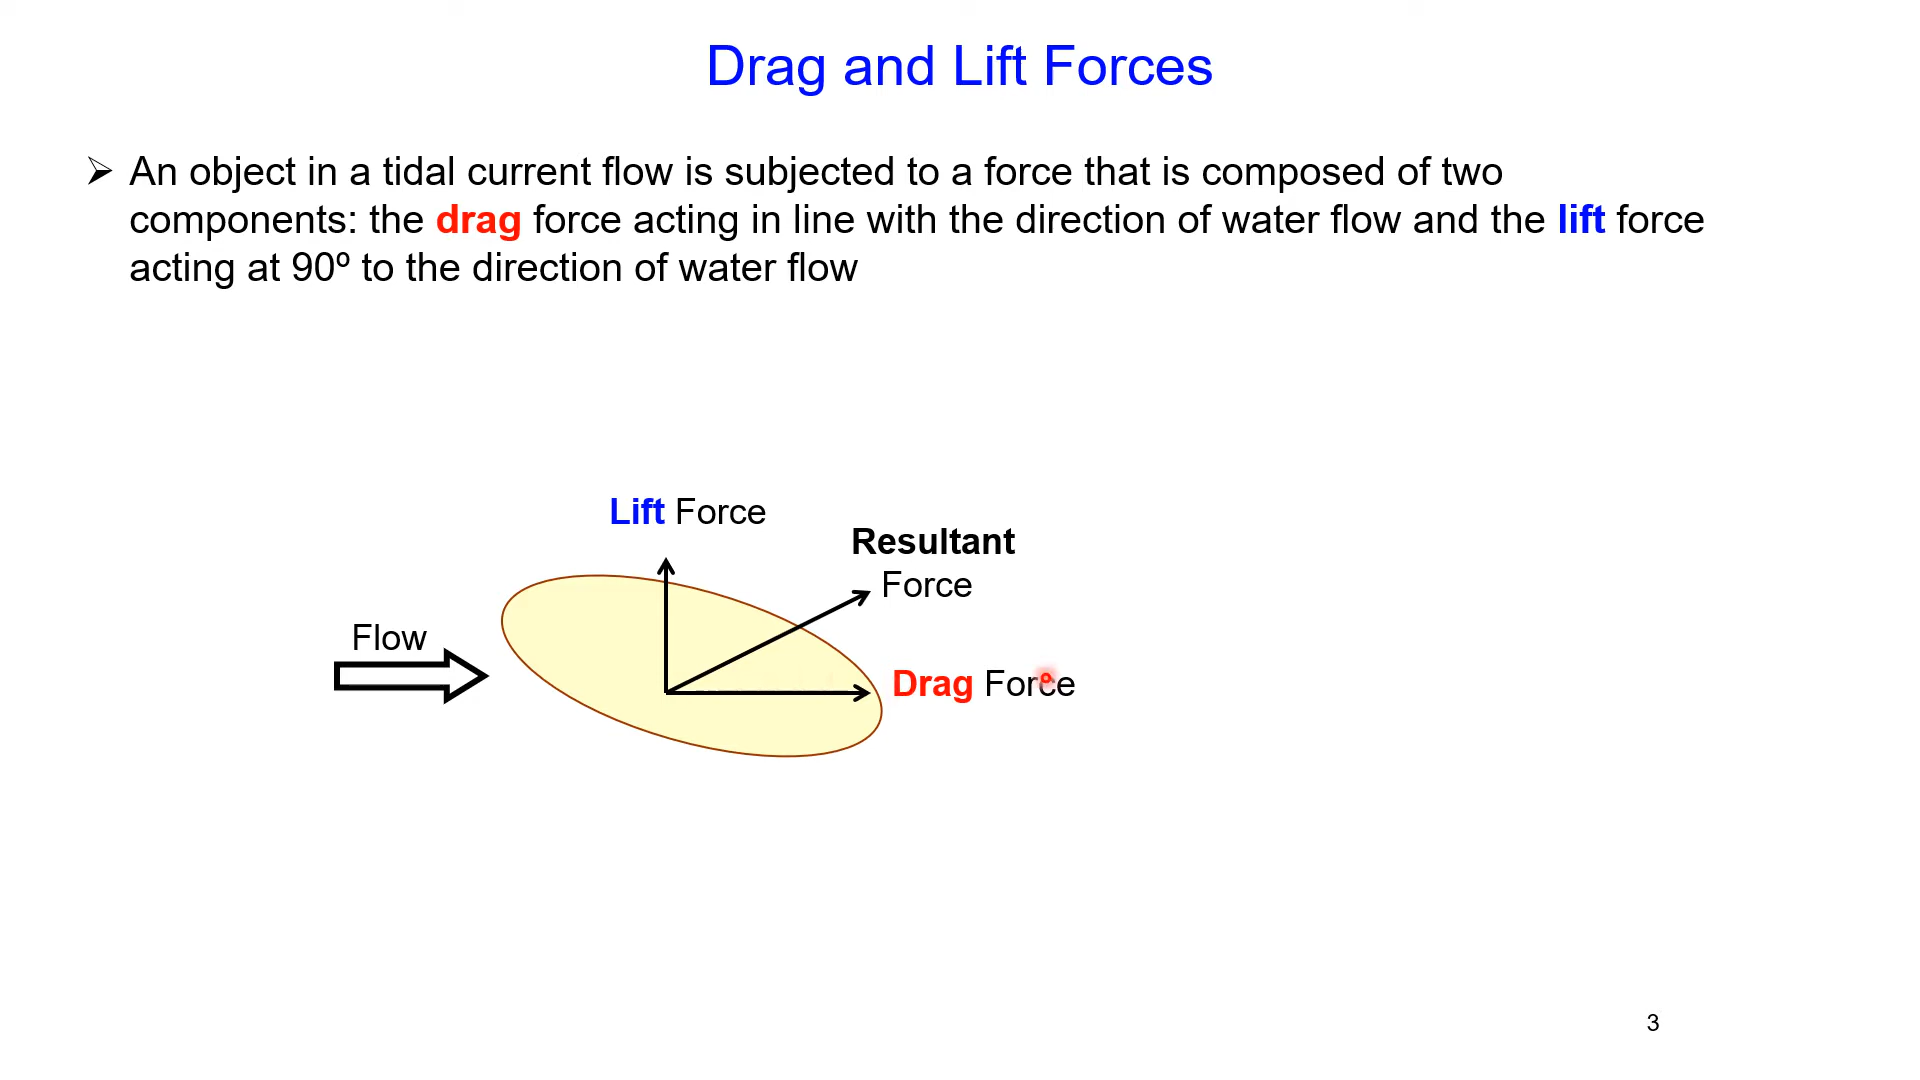 Drag and Lift Forces
➢ An object in a tidal current flow is subjected to a force that is composed of two
components: the drag force acting in line with the direction of water flow and the lift force
acting at 90º to the direction of water flow
Lift Force
Resultant
Force
Flow
Drag Force
3